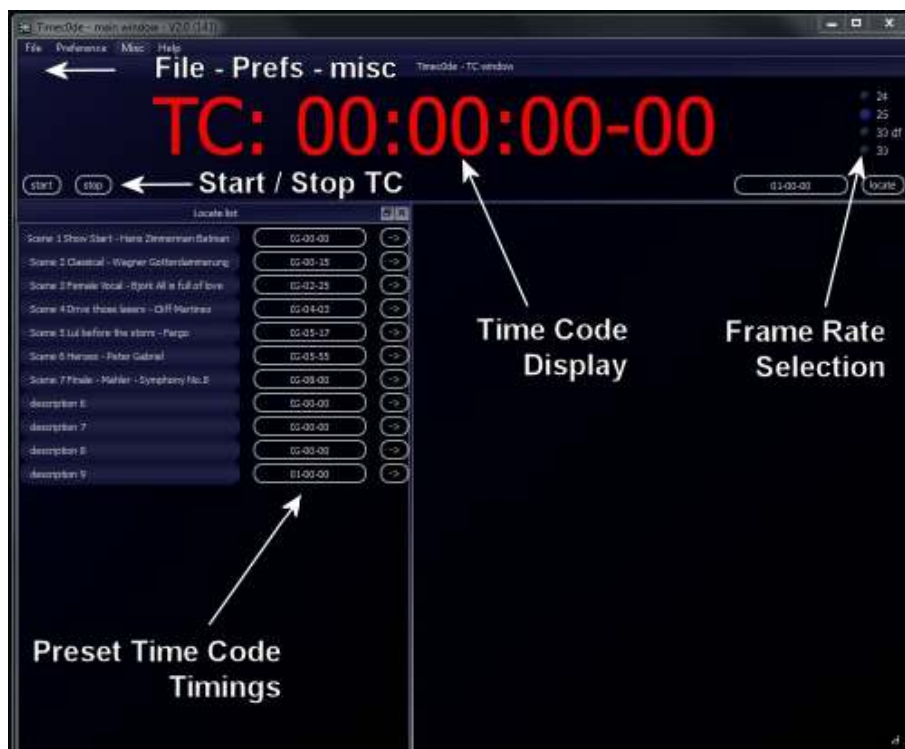 Timec0de - main window - V2.0 (141)
File Preference Misc Help
File - Prefs - misc
Timec0de - TC window
TC: 00:00:00-00
24
25
30 df
30
start stop
Start / Stop TC
01-00-00 locate
Locate list
Scene 1 Show Start - Hans Zimmerman Batman ->
Scene 2 Classical - Wagner Gotterdammerung ->
Scene 3 Female Vocal - Bjork All is full of love ->
Scene 4 Drive those lasers - Cliff Martinez ->
Scene 5 Lul before the storm - Fargo ->
Scene 6 Heroes - Peter Gabriel ->
Scene 7 Finale - Mahler - Symphony No.8 ->
description 6 ->
description 7 ->
description 8 ->
description 9 01-00-00 ->
Time Code
Display
Frame Rate
Selection
Preset Time Code
Timings